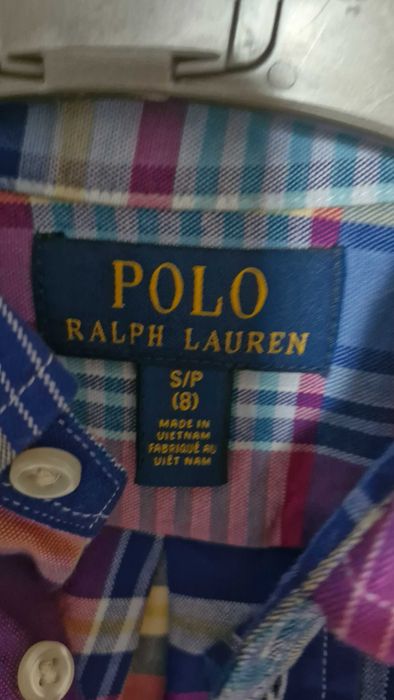 POLO
RALPH LAUREN
S/P
(8)
MADE IN
VIETNAM
FABRIQUÉ AU
VIÊT NAM